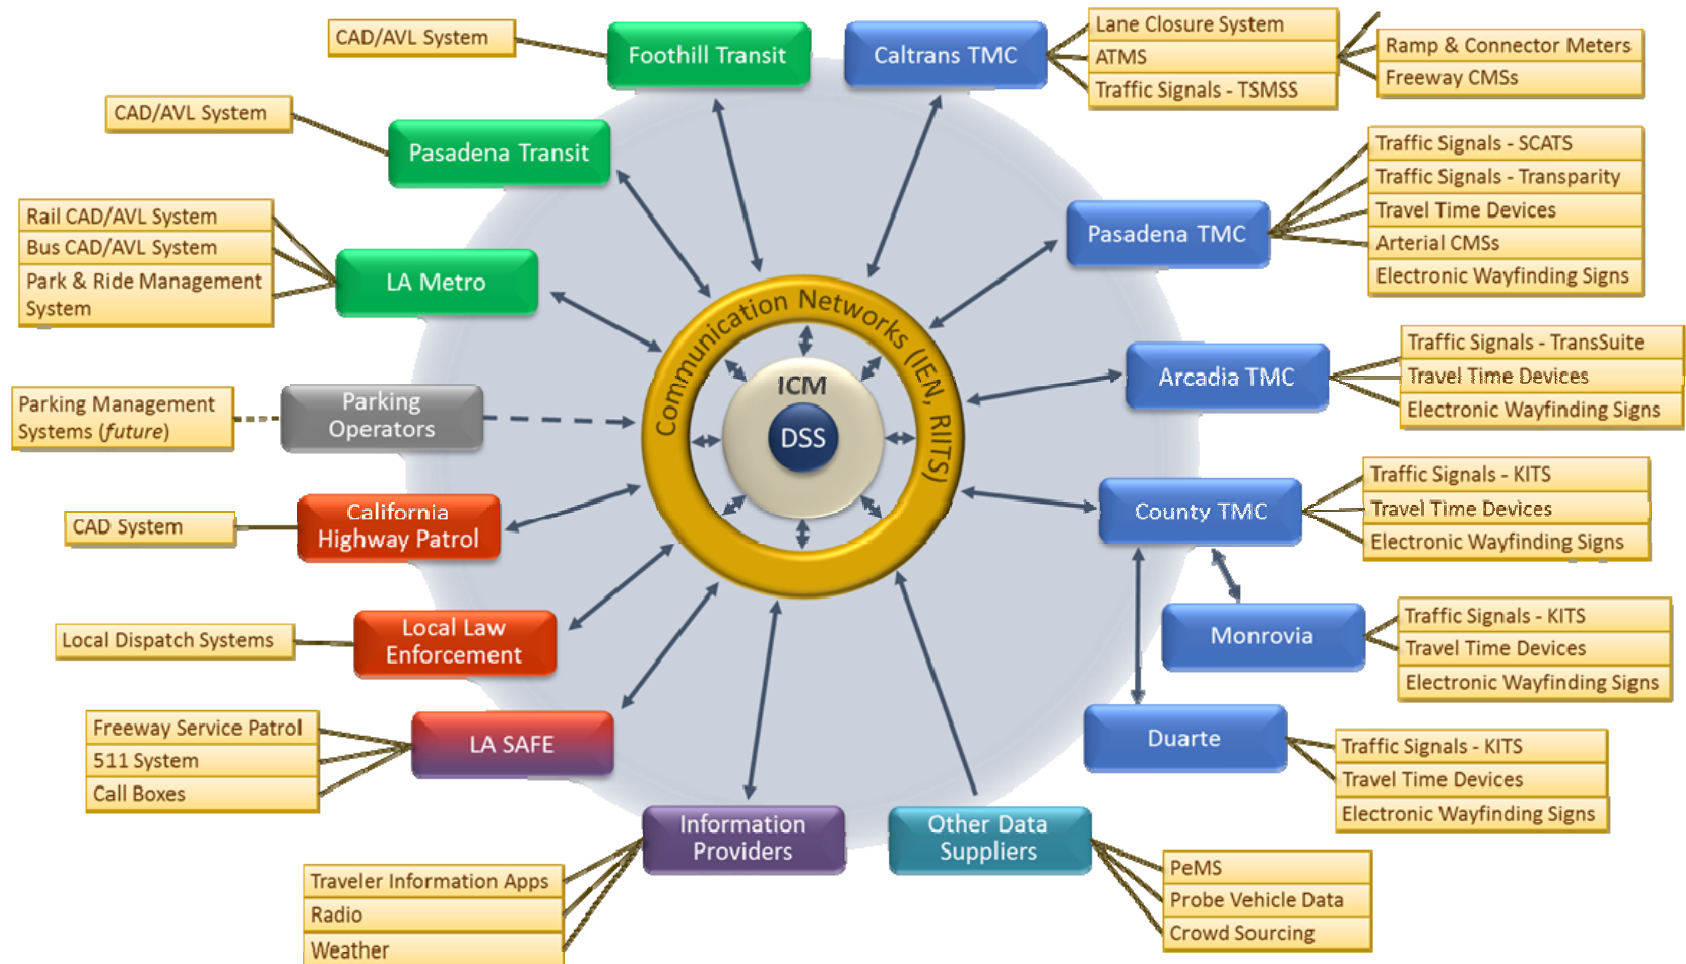 CAD/AVL System
Foothill Transit
Caltrans TMC
Lane Closure System
ATMS
Traffic Signals - TSMSS
Ramp & Connector Meters
Freeway CMSs
CAD/AVL System
Pasadena Transit
Pasadena TMC
Traffic Signals - SCATS
Traffic Signals - Transparity
Travel Time Devices
Arterial CMSs
Electronic Wayfinding Signs
Rail CAD/AVL System
Bus CAD/AVL System
Park & Ride Management
System
LA Metro
Communication Networks (IEN, RIITS)
ICM
DSS
Arcadia TMC
Traffic Signals - TransSuite
Travel Time Devices
Electronic Wayfinding Signs
Parking Management
Systems (future)
Parking
Operators
County TMC
Traffic Signals - KITS
Travel Time Devices
Electronic Wayfinding Signs
CAD System
California
Highway Patrol
Monrovia
Traffic Signals - KITS
Travel Time Devices
Electronic Wayfinding Signs
Local Dispatch Systems
Local Law
Enforcement
Duarte
Traffic Signals - KITS
Travel Time Devices
Electronic Wayfinding Signs
Freeway Service Patrol
511 System
Call Boxes
LA SAFE
Information
Providers
Traveler Information Apps
Radio
Weather
Other Data
Suppliers
PeMS
Probe Vehicle Data
Crowd Sourcing